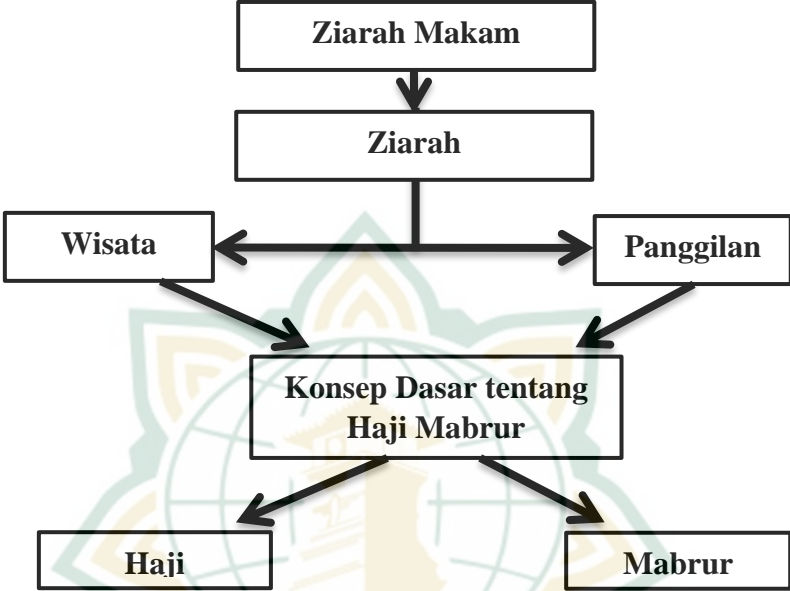 Ziarah Makam
Ziarah
Wisata
Panggilan
Konsep Dasar tentang
Haji Mabrur
Haji
Mabrur